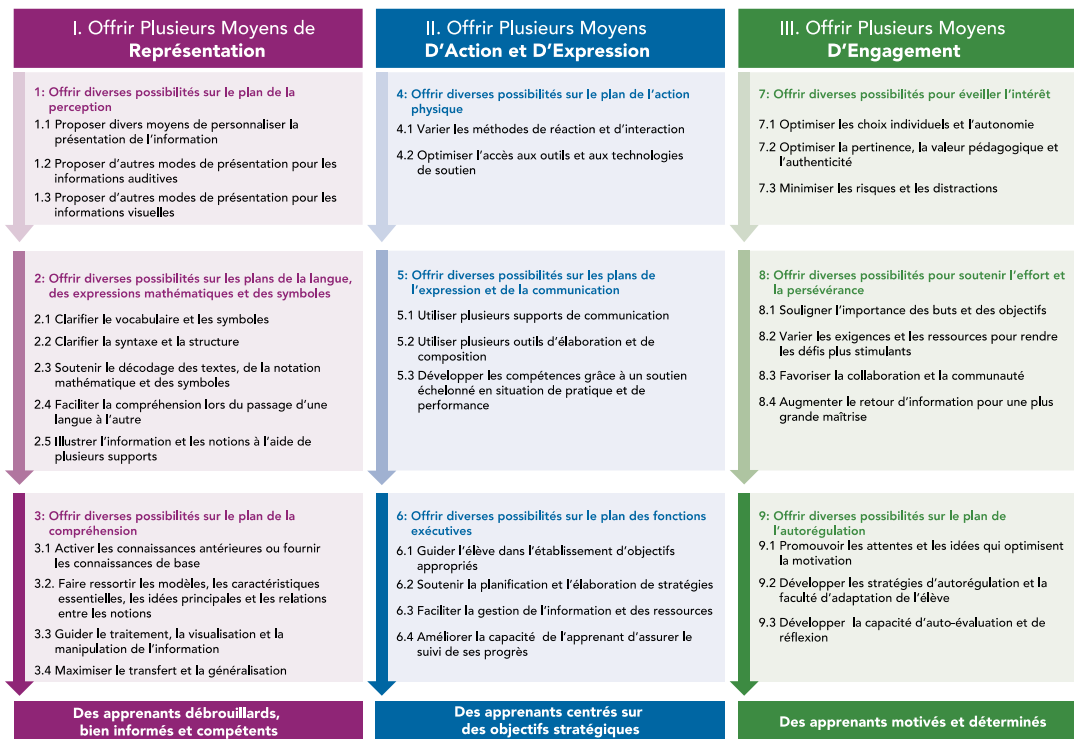 I. Offrir Plusieurs Moyens de
Représentation
1: Offrir diverses possibilités sur le plan de la
perception
1.1 Proposer divers moyens de personnaliser la
présentation de l'information
1.2 Proposer d'autres modes de présentation pour les
informations auditives
1.3 Proposer d'autres modes de présentation pour les
informations visuelles
2: Offrir diverses possibilités sur les plans de la langue,
des expressions mathématiques et des symboles
2.1 Clarifier le vocabulaire et les symboles
2.2 Clarifier la syntaxe et la structure
2.3 Soutenir le décodage des textes, de la notation
mathématique et des symboles
2.4 Faciliter la compréhension lors du passage d'une
langue à l'autre
2.5 Illustrer l'information et les notions à l'aide de
plusieurs supports
3: Offrir diverses possibilités sur le plan de la
compréhension
3.1 Activer les connaissances antérieures ou fournir
les connaissances de base
3.2. Faire ressortir les modèles, les caractéristiques
essentielles, les idées principales et les relations
entre les notions
3.3 Guider le traitement, la visualisation et la
manipulation de l'information
3.4 Maximiser le transfert et la généralisation
Des apprenants débrouillards,
bien informés et compétents
II. Offrir Plusieurs Moyens
D'Action et D'Expression
4: Offrir diverses possibilités sur le plan de l'action
physique
4.1 Varier les méthodes de réaction et d'interaction
4.2 Optimiser l'accès aux outils et aux technologies
de soutien
5: Offrir diverses possibilités sur les plans de
l'expression et de la communication
5.1 Utiliser plusieurs supports de communication
5.2 Utiliser plusieurs outils d'élaboration et de
composition
5.3 Développer les compétences grâce à un soutien
échelonné en situation de pratique et de
performance
6: Offrir diverses possibilités sur le plan des fonctions
exécutives
6.1 Guider l'élève dans l'établissement d'objectifs
appropriés
6.2 Soutenir la planification et l'élaboration de stratégies
6.3 Faciliter la gestion de l'information et des ressources
6.4 Améliorer la capacité de l'apprenant d'assurer le
suivi de ses progrès
Des apprenants centrés sur
des objectifs stratégiques
III. Offrir Plusieurs Moyens
D'Engagement
7: Offrir diverses possibilités pour éveiller l'intérêt
7.1 Optimiser les choix individuels et l'autonomie
7.2 Optimiser la pertinence, la valeur pédagogique et
l'authenticité
7.3 Minimiser les risques et les distractions
8: Offrir diverses possibilités pour soutenir l'effort et
la persévérance
8.1 Souligner l'importance des buts et des objectifs
8.2 Varier les exigences et les ressources pour rendre
les défis plus stimulants
8.3 Favoriser la collaboration et la communauté
8.4 Augmenter le retour d'information pour une plus
grande maîtrise
9: Offrir diverses possibilités sur le plan de
l'autorégulation
9.1 Promouvoir les attentes et les idées qui optimisent
la motivation
9.2 Développer les stratégies d'autorégulation et la
faculté d'adaptation de l'élève
9.3 Développer la capacité d'auto-évaluation et de
réflexion
Des apprenants motivés et déterminés